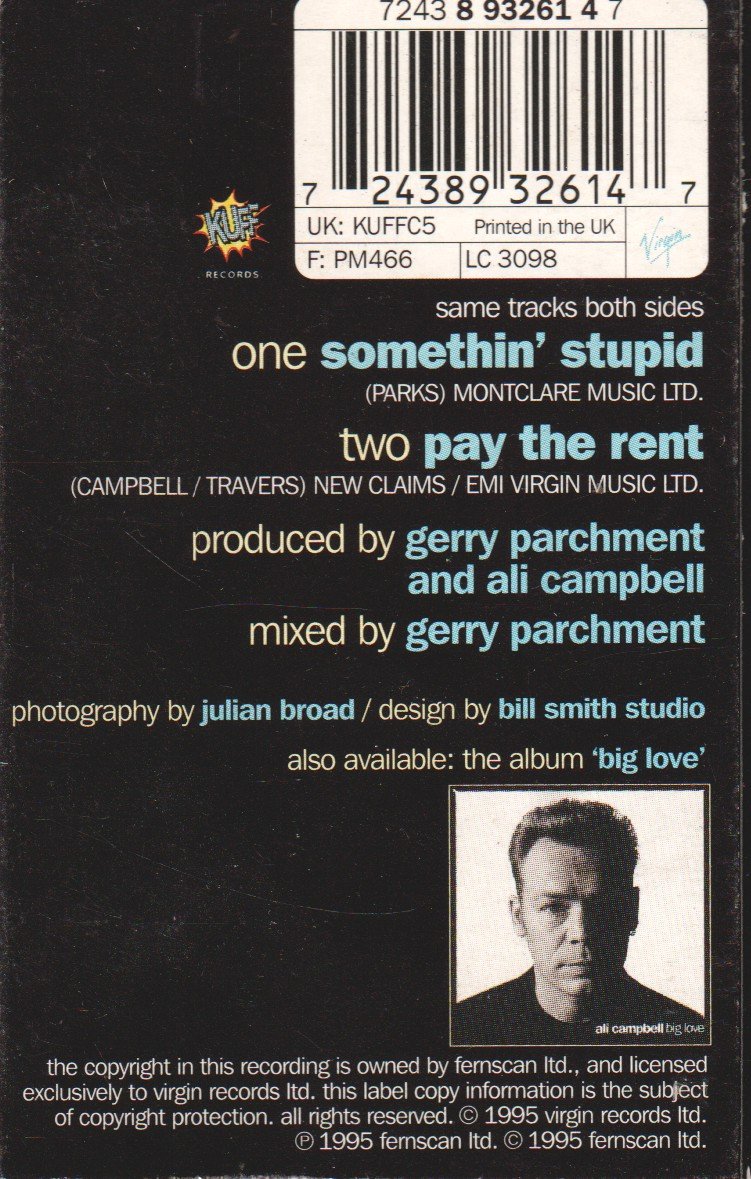 7243 8 93261 4 7
7 24389 32614 7
UK: KUFFC5 Printed in the UK
F: PM466 LC 3098
Virgin
KUFF
RECORDS
same tracks both sides
one somethin’ stupid
(PARKS) MONTCLARE MUSIC LTD.
two pay the rent
(CAMPBELL / TRAVERS) NEW CLAIMS / EMI VIRGIN MUSIC LTD.
produced by gerry parchment
and ali campbell
mixed by gerry parchment
photography by julian broad / design by bill smith studio
also available: the album ‘big love’
ali campbell big love
the copyright in this recording is owned by fernscan ltd., and licensed
exclusively to virgin records ltd. this label copy information is the subject
of copyright protection. all rights reserved. © 1995 virgin records ltd.
℗ 1995 fernscan ltd. © 1995 fernscan ltd.